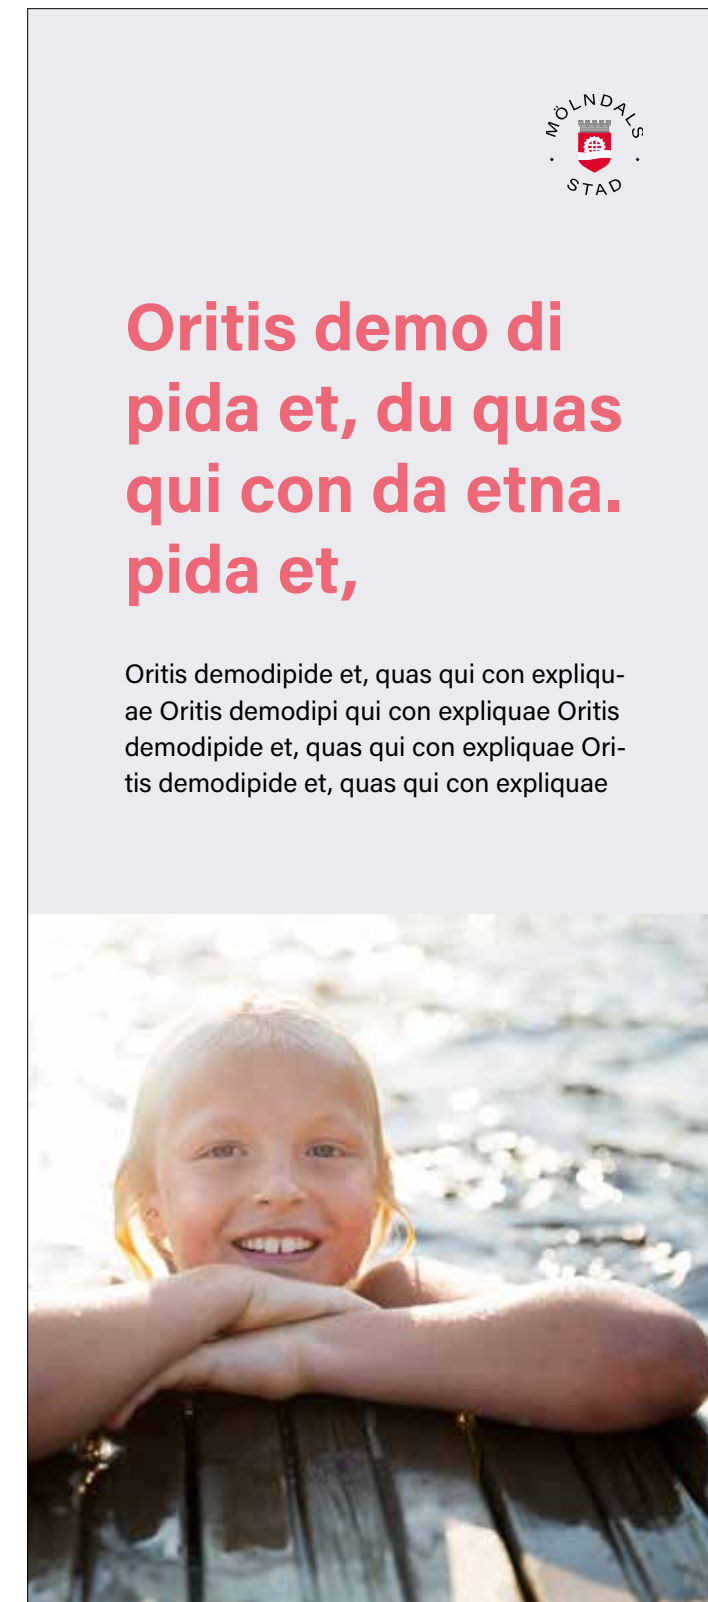 MÖLNDALS
STAD
Oritis demo di
pida et, du quas
qui con da etna.
pida et,
Oritis demodipide et, quas qui con expliqu-
ae Oritis demodipi qui con expliquae Oritis
demodipide et, quas qui con expliquae Ori-
tis demodipide et, quas qui con expliquae